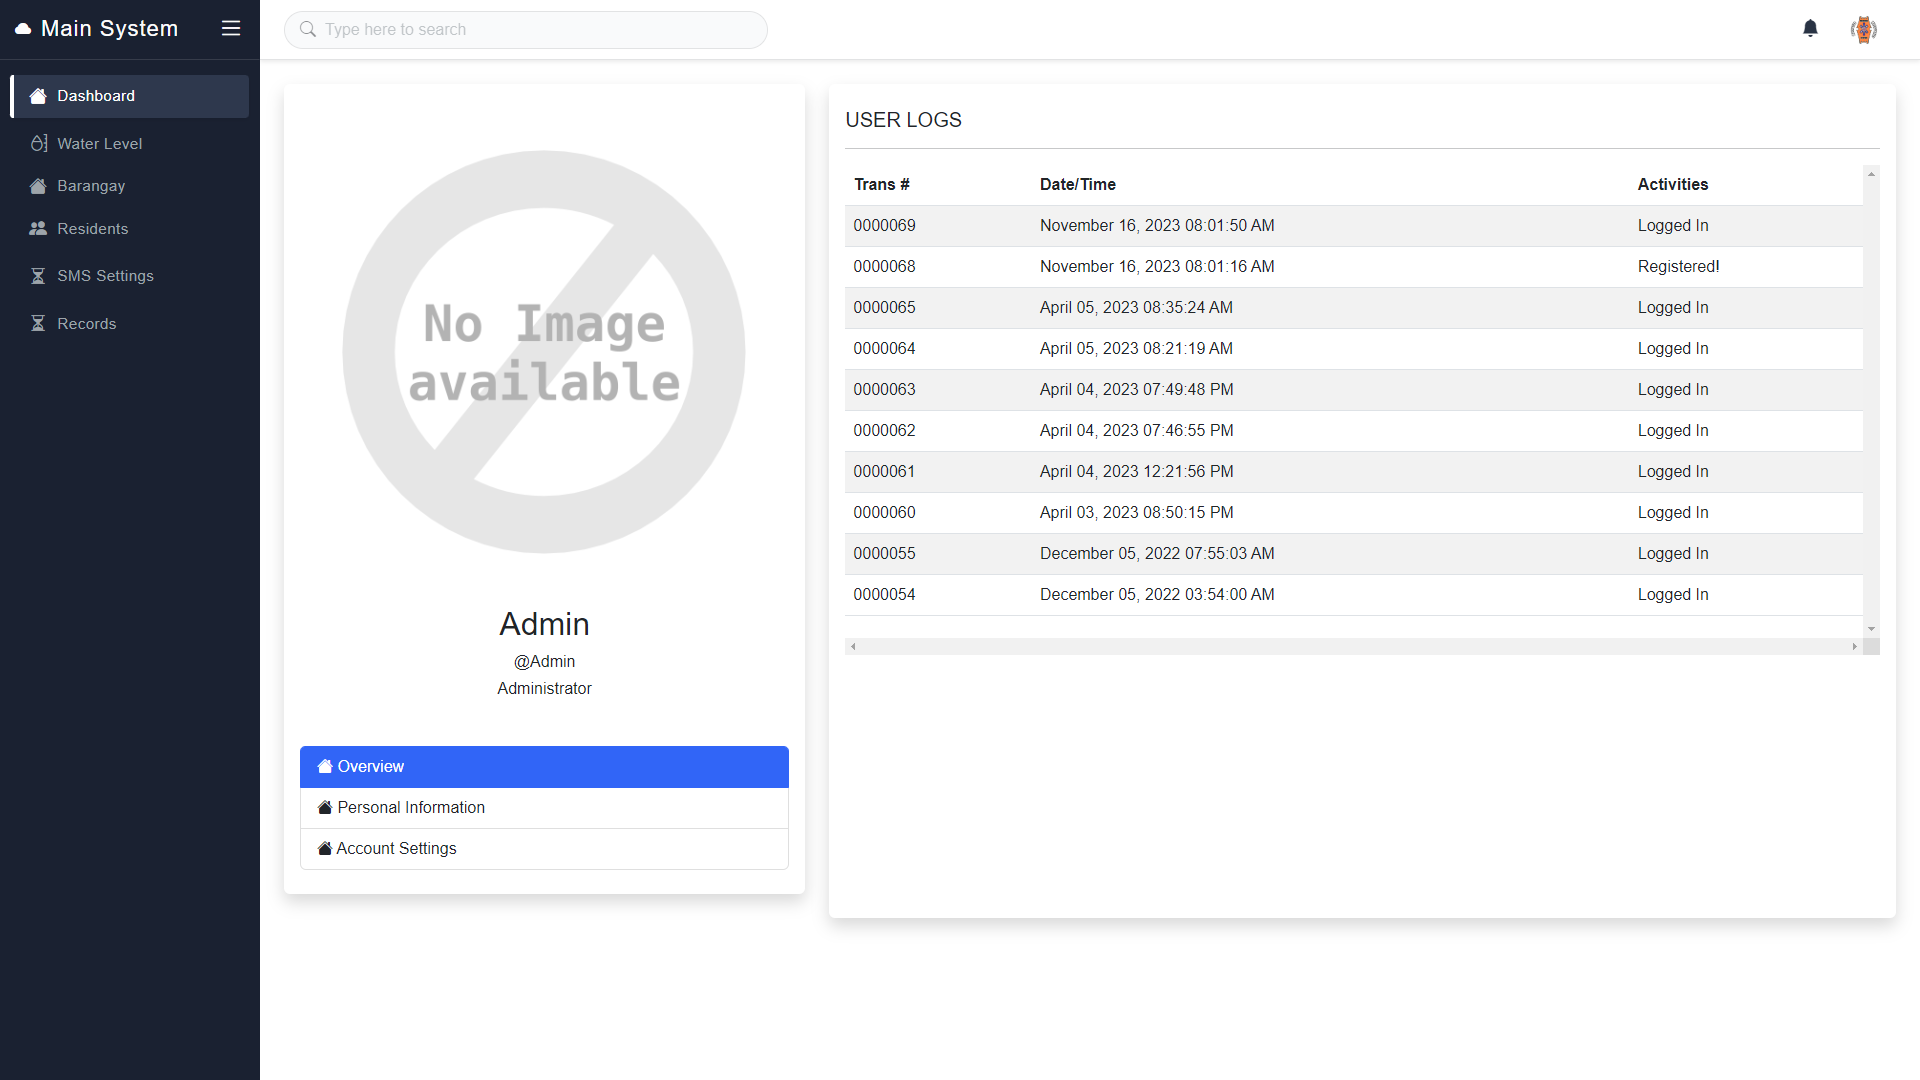 Main System
Type here to search
Dashboard
Water Level
Barangay
Residents
SMS Settings
Records
No Image
available
Admin
@Admin
Administrator
Overview
Personal Information
Account Settings
USER LOGS
Trans # Date/Time Activities
0000069 November 16, 2023 08:01:50 AM Logged In
0000068 November 16, 2023 08:01:16 AM Registered!
0000065 April 05, 2023 08:35:24 AM Logged In
0000064 April 05, 2023 08:21:19 AM Logged In
0000063 April 04, 2023 07:49:48 PM Logged In
0000062 April 04, 2023 07:46:55 PM Logged In
0000061 April 04, 2023 12:21:56 PM Logged In
0000060 April 03, 2023 08:50:15 PM Logged In
0000055 December 05, 2022 07:55:03 AM Logged In
0000054 December 05, 2022 03:54:00 AM Logged In